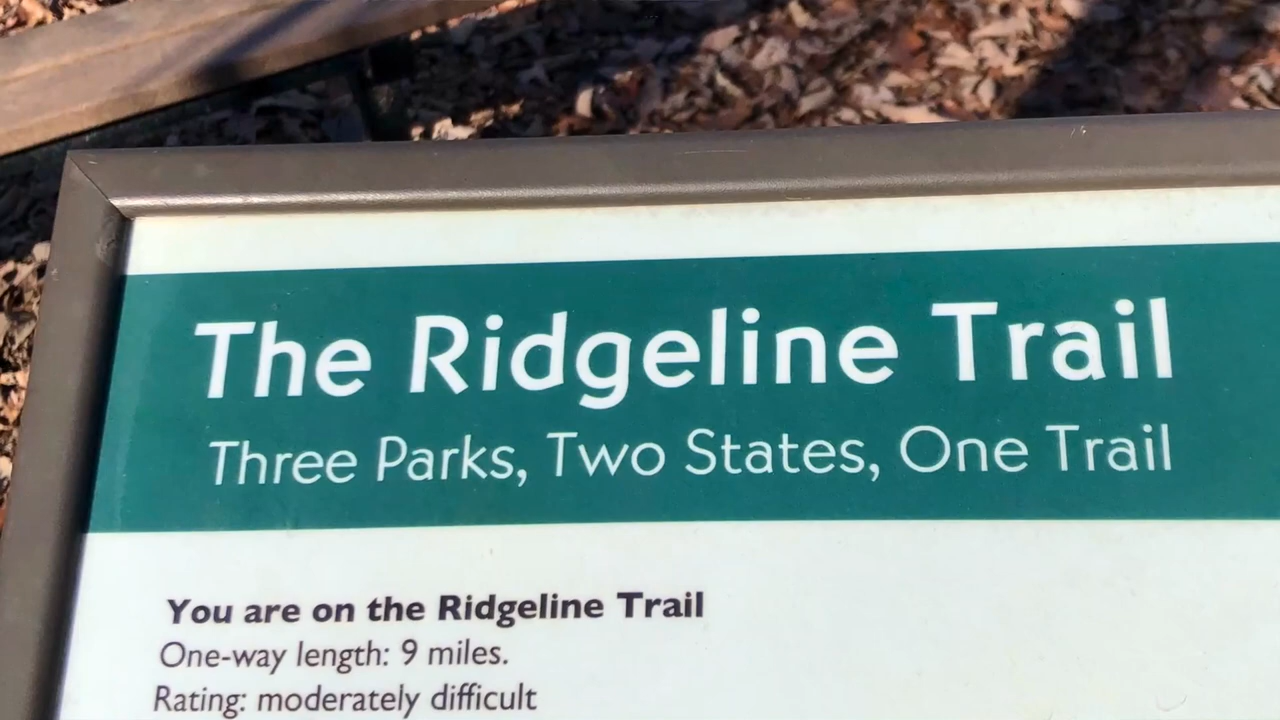 The Ridgeline Trail
Three Parks, Two States, One Trail
You are on the Ridgeline Trail
One-way length: 9 miles.
Rating: moderately difficult